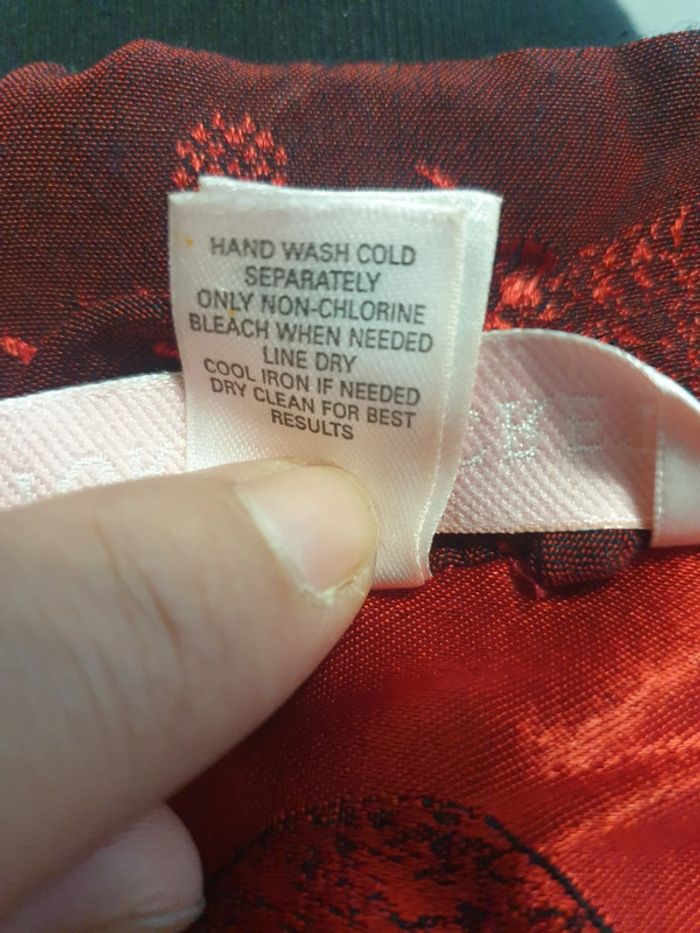 HAND WASH COLD
SEPARATELY
ONLY NON-CHLORINE
BLEACH WHEN NEEDED
LINE DRY
COOL IRON IF NEEDED
DRY CLEAN FOR BEST
RESULTS